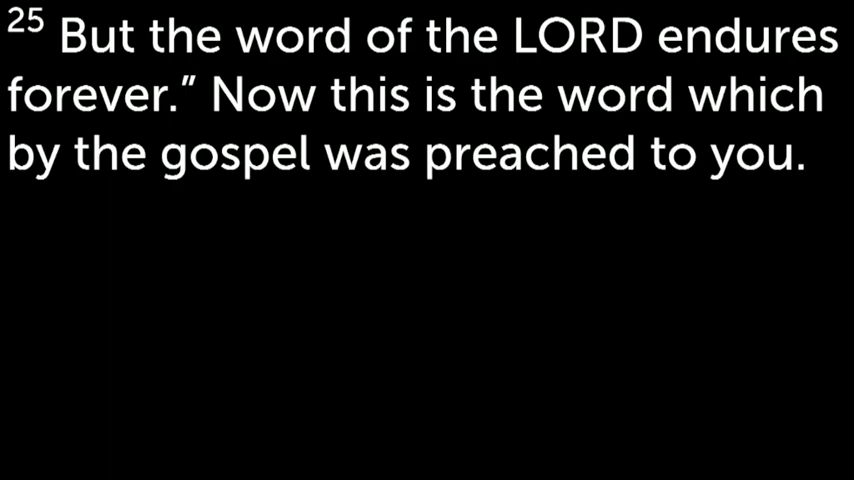 25 But the word of the LORD endures
forever.” Now this is the word which
by the gospel was preached to you.